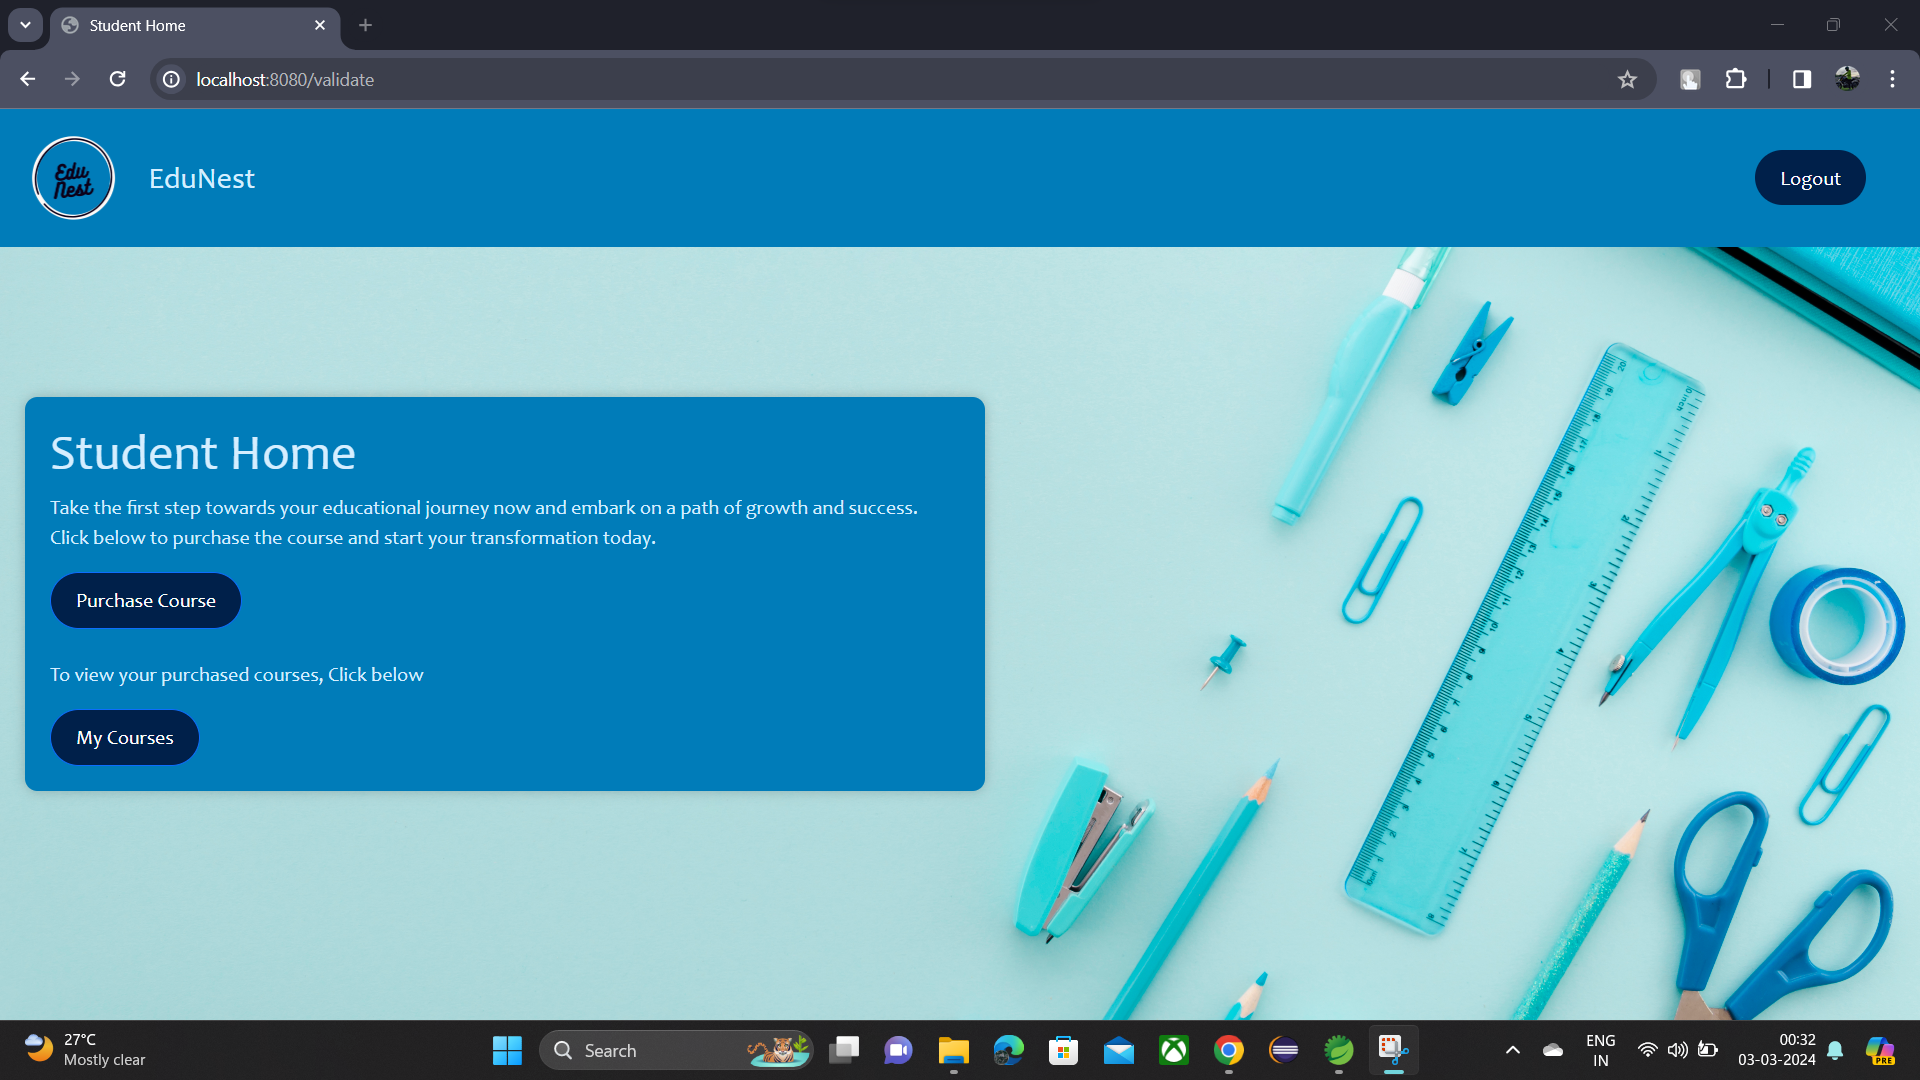 Student Home
localhost:8080/validate
Edu
Nest
EduNest
Logout
Student Home
Take the first step towards your educational journey now and embark on a path of growth and success.
Click below to purchase the course and start your transformation today.
Purchase Course
To view your purchased courses, Click below
My Courses
27°C
Mostly clear
Search
ENG
IN
00:32
03-03-2024
PRE